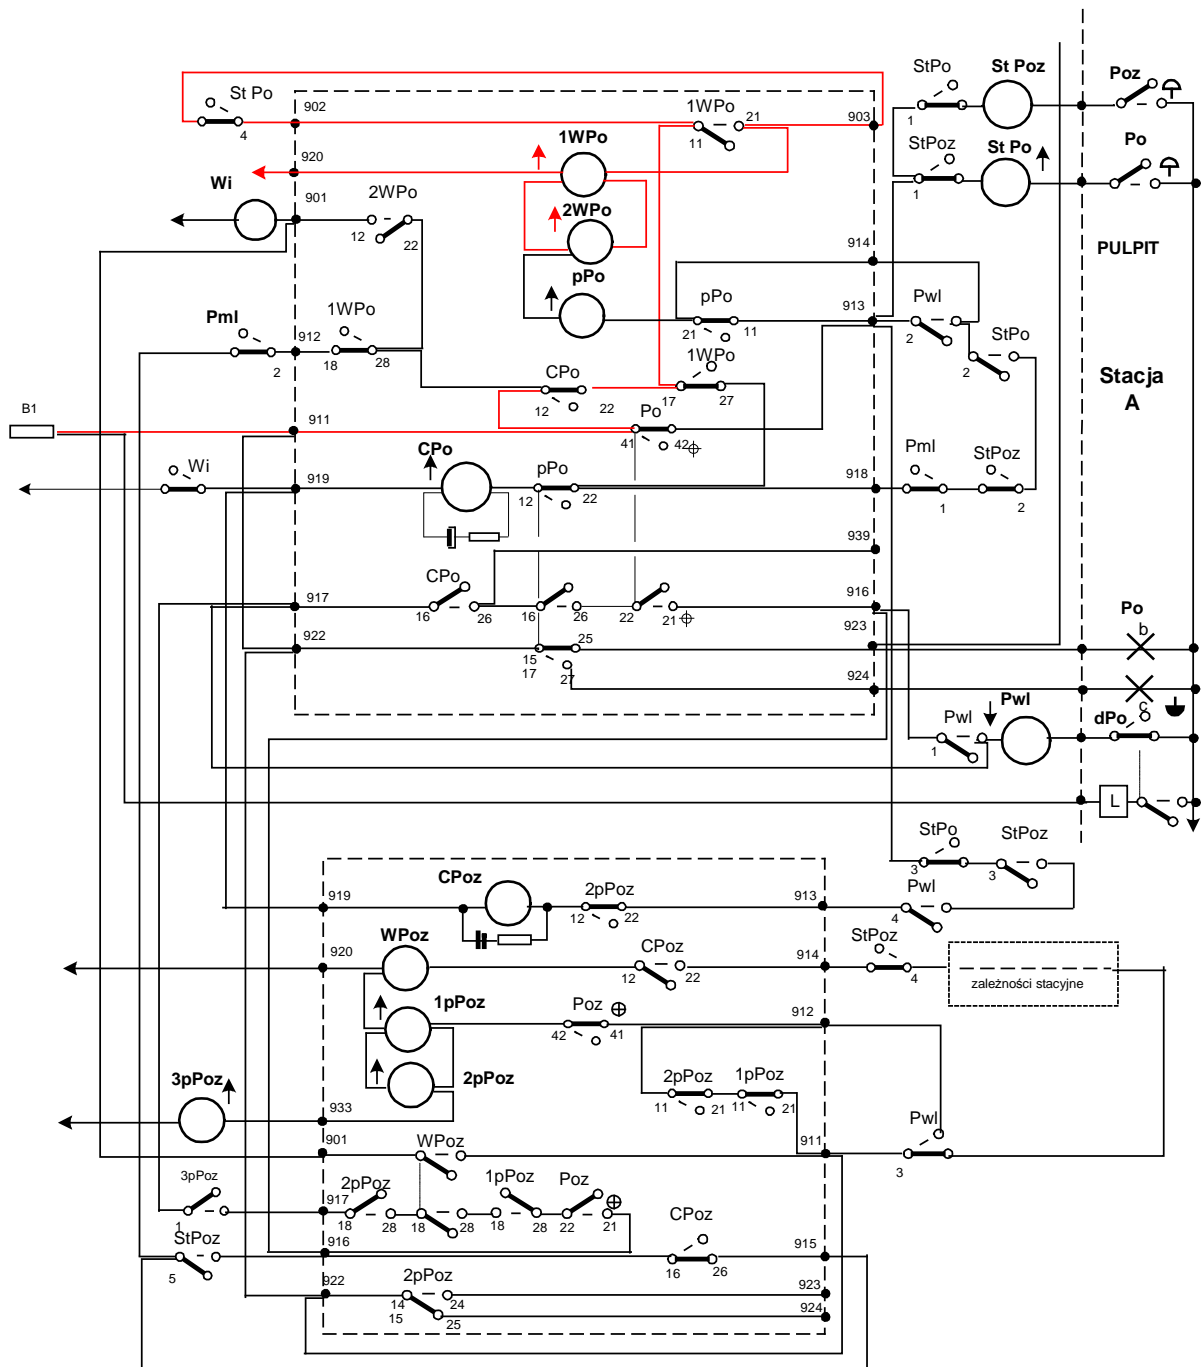 StPo
St Poz
Poz
St Po
902
4
1WPo
21
11
903
1
920
1WPo
StPoz
St Po
Po
1
Wi
901
2WPo
12
22
2WPo
914
PULPIT
pPo
pPo
21
11
913
Pwl
2
StPo
2
Pml
2
912
1WPo
18
28
1WPo
17
27
CPo
12
22
Stacja
A
B1
911
Po
41
42
CPo
Wi
919
pPo
12
22
918
Pml
1
StPoz
2
939
CPo
917
16
26
16
26
22
21
916
Po
b
922
25
15
17
27
923
924
c
Pwl
Pwl
1
dPo
L
StPo
3
StPoz
3
CPoz
919
2pPoz
12
22
913
Pwl
4
WPoz
920
CPoz
12
22
914
StPoz
4
zależności stacyjne
1pPoz
Poz
42
41
912
2pPoz
2pPoz
11
21
1pPoz
11
21
3pPoz
933
901
WPoz
911
Pwl
3
3pPoz
1
917
2pPoz
18
28
18
28
1pPoz
18
28
Poz
22
21
StPoz
5
916
CPoz
16
26
915
922
2pPoz
14
15
24
25
923
924